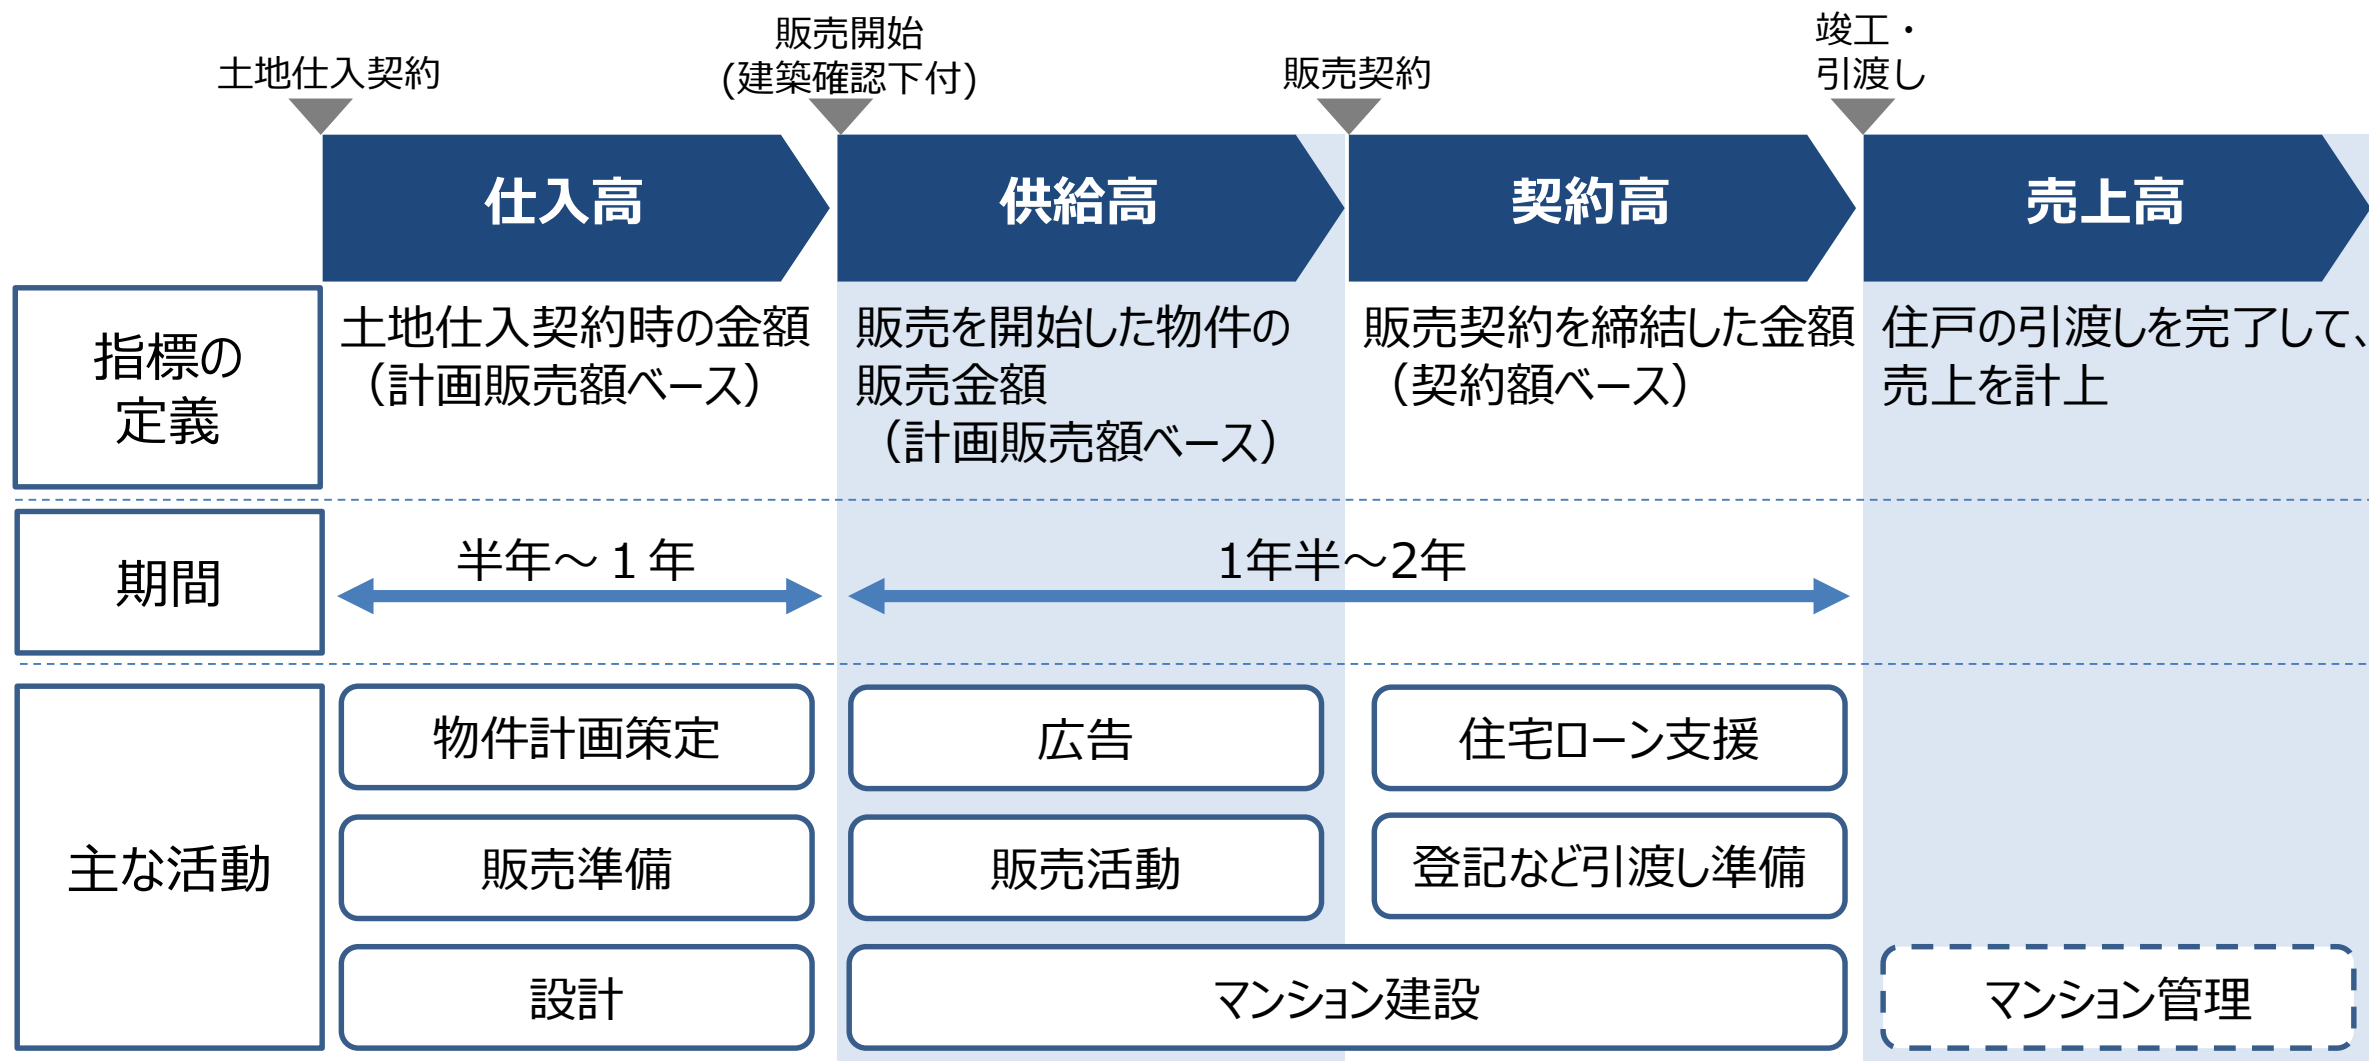 土地仕入契約
販売開始
(建築確認下付)
販売契約
竣工・
引渡し
仕入高
供給高
契約高
売上高
指標の
定義
土地仕入契約時の金額
（計画販売額ベース）
販売を開始した物件の
販売金額
（計画販売額ベース）
販売契約を締結した金額
（契約額ベース）
住戸の引渡しを完了して、
売上を計上
期間
半年～１年
1年半～2年
主な活動
物件計画策定
広告
住宅ローン支援
販売準備
販売活動
登記など引渡し準備
設計
マンション建設
マンション管理